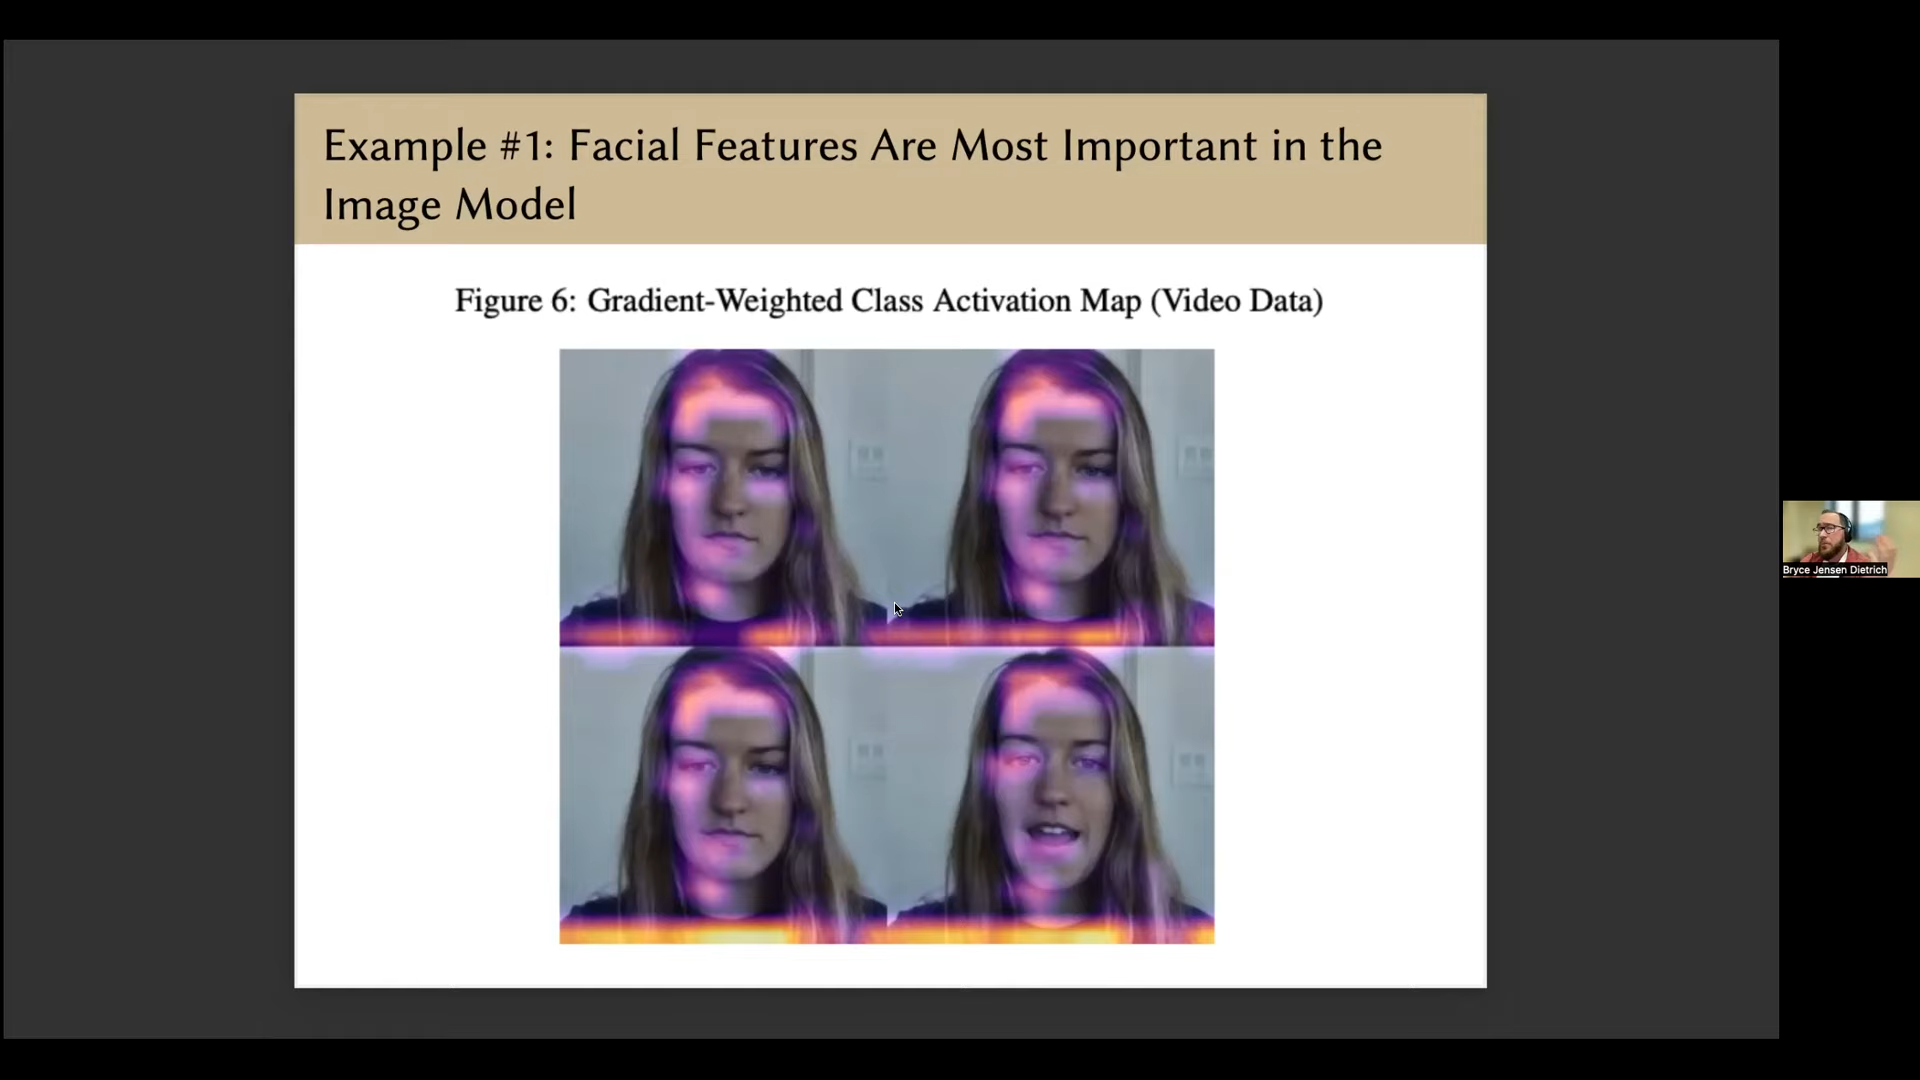 Example #1: Facial Features Are Most Important in the
Image Model
Figure 6: Gradient-Weighted Class Activation Map (Video Data)
Bryce Jensen Dietrich